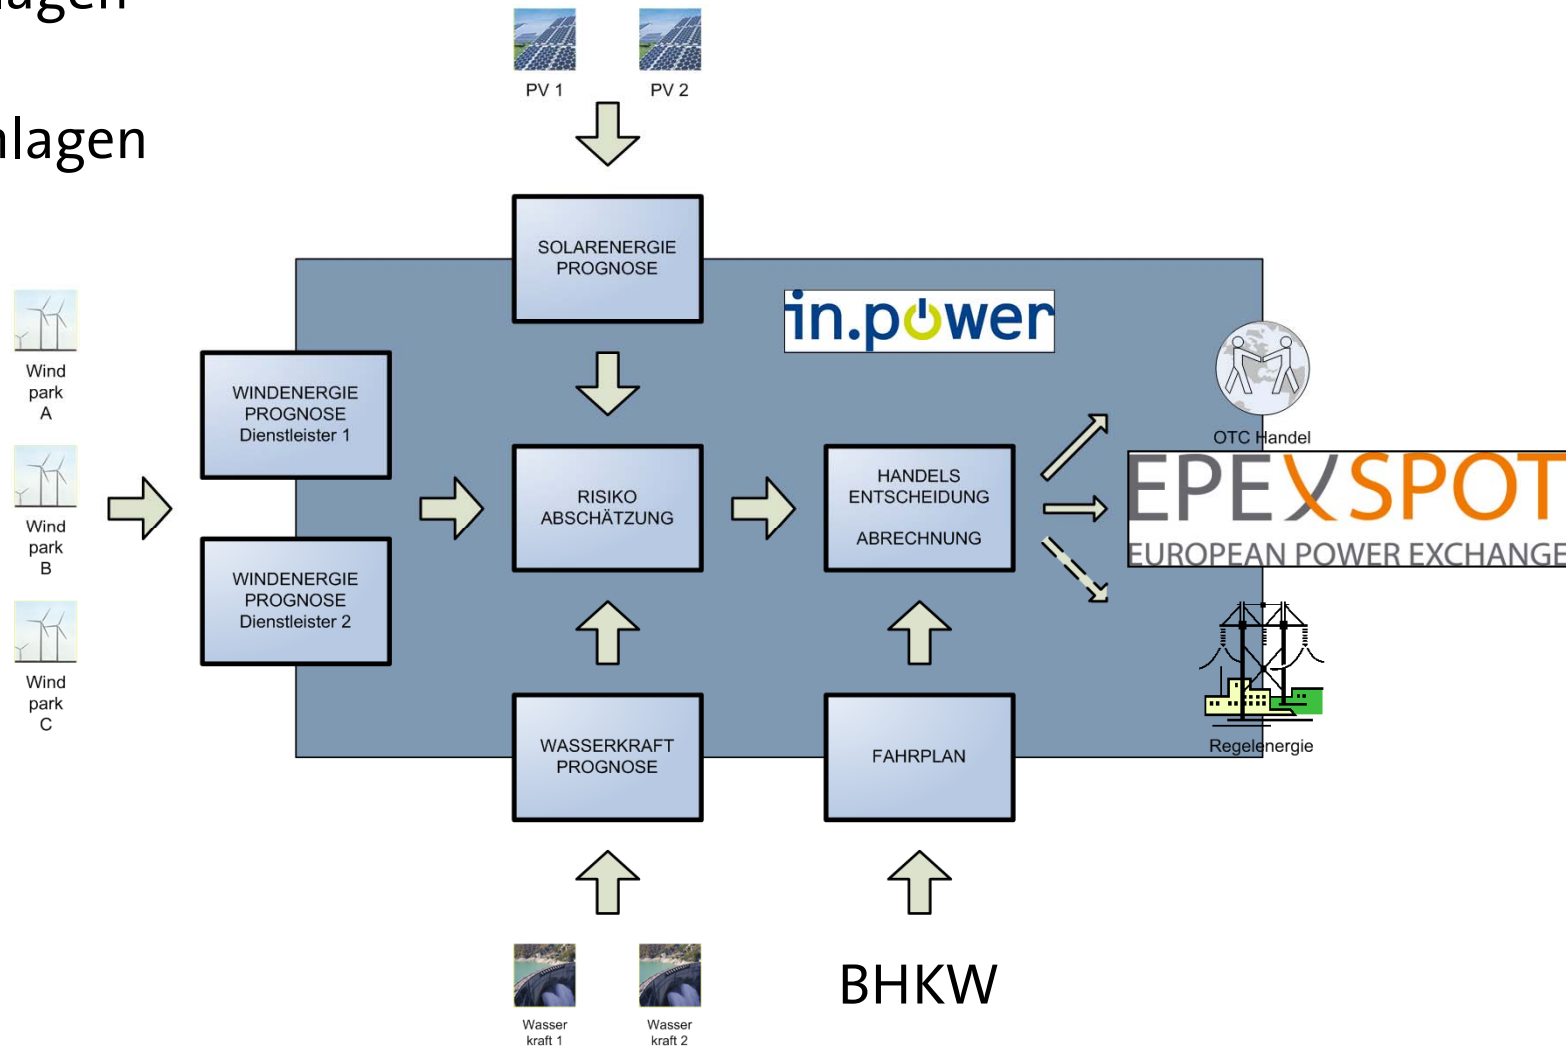 PV 1
PV 2
SOLARENERGIE
PROGNOSE
in.power
Wind
park
A
WINDENERGIE
PROGNOSE
Dienstleister 1
OTC Handel
Wind
park
B
RISIKO
ABSCHÄTZUNG
HANDELS
ENTSCHEIDUNG
ABRECHNUNG
EPEXSPOT
EUROPEAN POWER EXCHANGE
WINDENERGIE
PROGNOSE
Dienstleister 2
Wind
park
C
WASSERKRAFT
PROGNOSE
FAHRPLAN
Regelenergie
Wasser
kraft 1
Wasser
kraft 2
BHKW